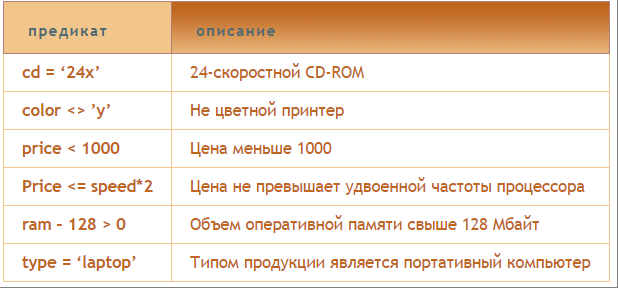 предикат описание
cd = ‘24x’ 24-скоростной CD-ROM
color <> ’y’ Не цветной принтер
price < 1000 Цена меньше 1000
Price <= speed*2 Цена не превышает удвоенной частоты процессора
ram – 128 > 0 Объем оперативной памяти свыше 128 Мбайт
type = ‘laptop’ Типом продукции является портативный компьютер